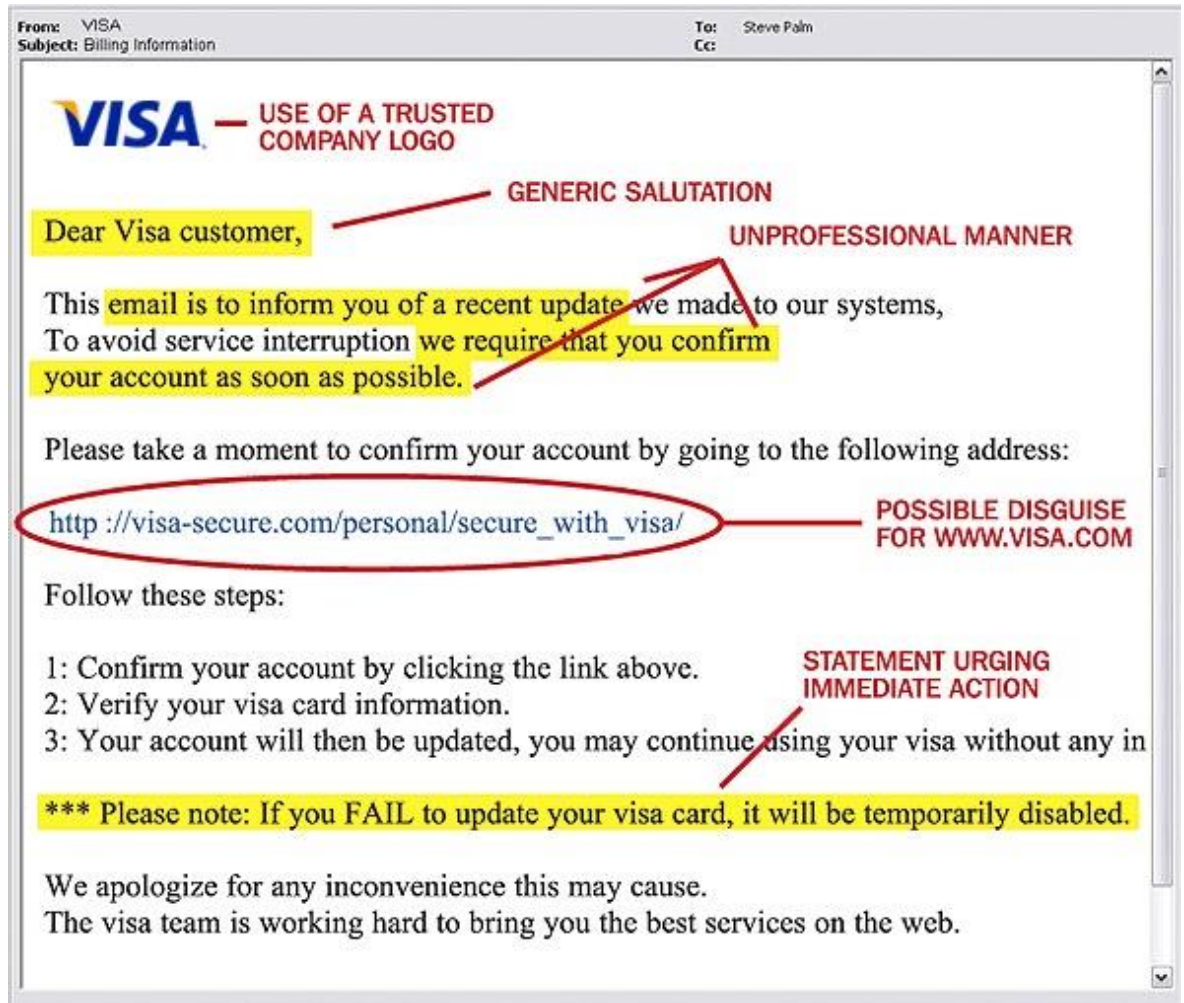 From: VISA To: Steve Palm
Subject: Billing Information Cc:
VISA
USE OF A TRUSTED
COMPANY LOGO
GENERIC SALUTATION
Dear Visa customer,
UNPROFESSIONAL MANNER
This email is to inform you of a recent update we made to our systems,
To avoid service interruption we require that you confirm
your account as soon as possible.
Please take a moment to confirm your account by going to the following address:
http ://visa-secure.com/personal/secure_with_visa/
POSSIBLE DISGUISE
FOR WWW.VISA.COM
Follow these steps:
1: Confirm your account by clicking the link above.
2: Verify your visa card information.
3: Your account will then be updated, you may continue using your visa without any in
STATEMENT URGING
IMMEDIATE ACTION
*** Please note: If you FAIL to update your visa card, it will be temporarily disabled.
We apologize for any inconvenience this may cause.
The visa team is working hard to bring you the best services on the web.